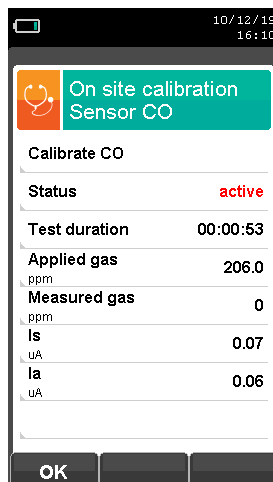 10/12/19
16:10
On site calibration
Sensor CO
Calibrate CO
Status active
Test duration 00:00:53
Applied gas 206.0
ppm
Measured gas 0
ppm
Is 0.07
uA
Ia 0.06
uA
OK